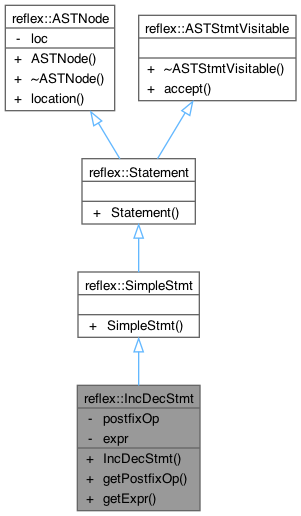 reflex::ASTNode
- loc
+ ASTNode()
+ ~ASTNode()
+ location()
reflex::ASTStmtVisitable
+ ~ASTStmtVisitable()
+ accept()
reflex::Statement
+ Statement()
reflex::SimpleStmt
+ SimpleStmt()
reflex::IncDecStmt
- postfixOp
- expr
+ IncDecStmt()
+ getPostfixOp()
+ getExpr()